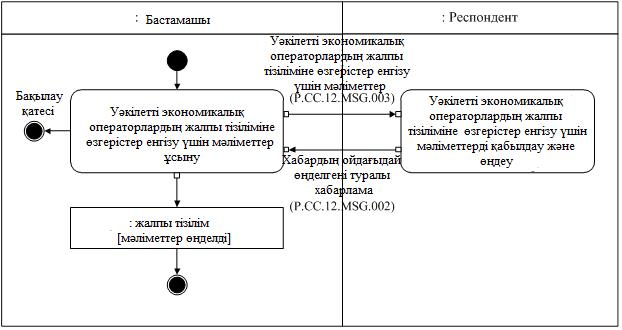 : Бастамашы
: Респондент
Уәкілетті экономикалық
операторлардың жалпы
тізіліміне өзгерістер енгізу
үшін мәліметтер
(P.CC.12.MSG.003)
Бақылау
қатесі
Уәкілетті экономикалық
операторлардың жалпы тізіліміне
өзгерістер енгізу үшін мәліметтер
ұсыну
Уәкілетті экономикалық
операторлардың жалпы
тізіліміне өзгерістер енгізу үшін
мәліметтерді қабылдау және
өңдеу
Хабардың ойдағыдай
өңделгені туралы
хабарлама
(P.CC.12.MSG.002)
: жалпы тізілім
[мәліметтер өңделді]